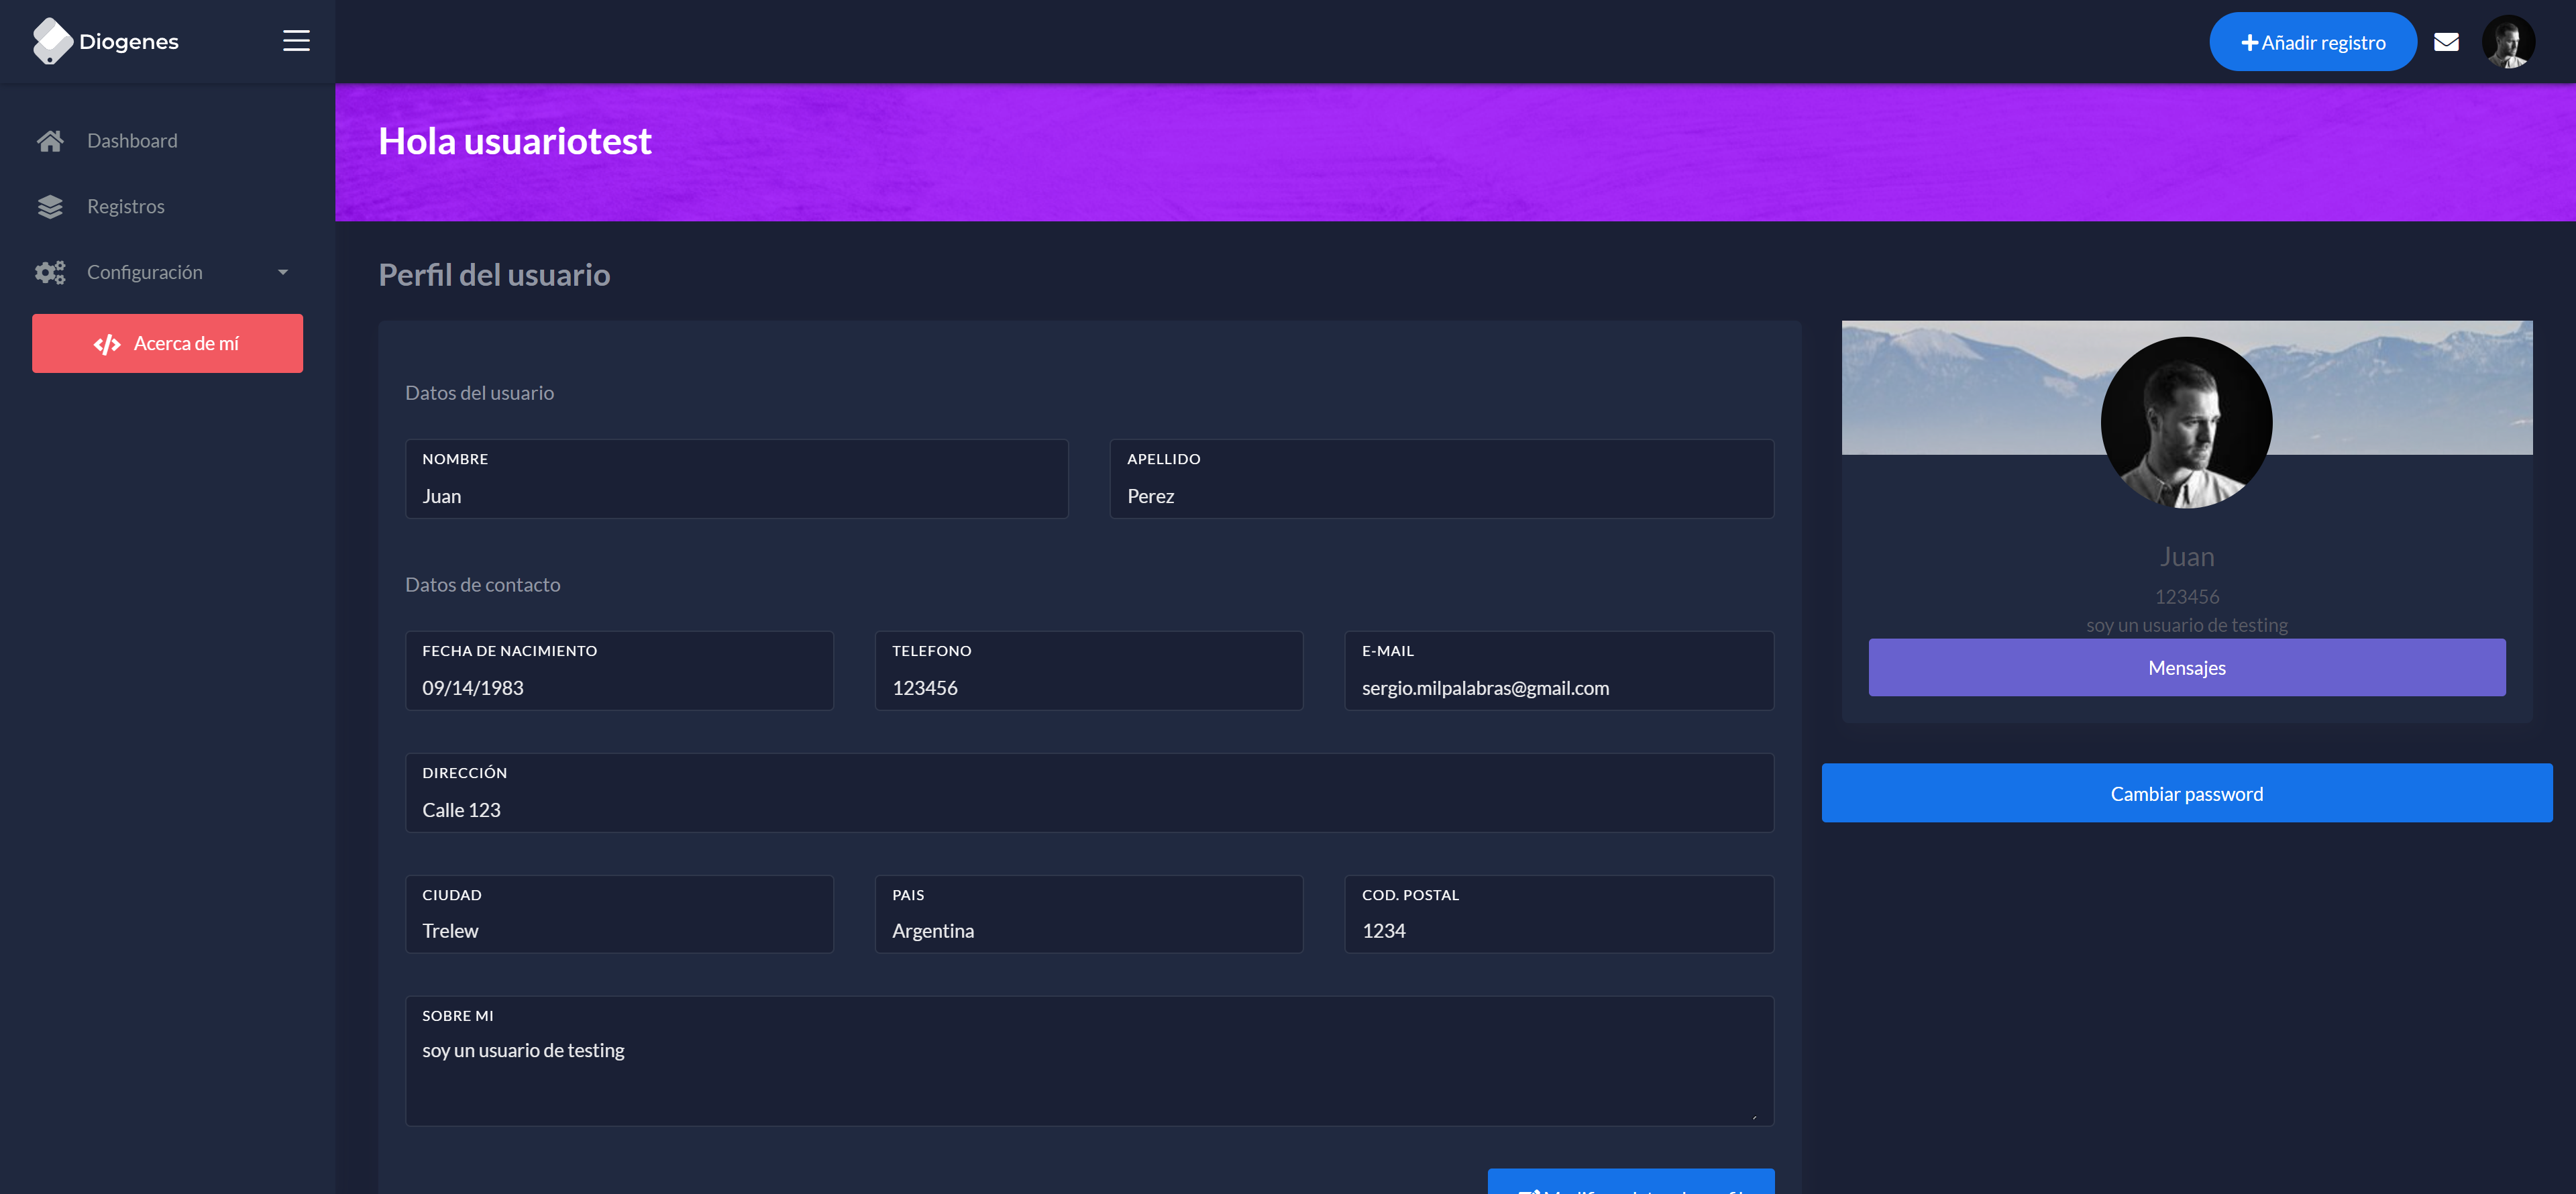 Diogenes
Añadir registro
Dashboard
Registros
Configuración
Acerca de mí
Hola usuariotest
Perfil del usuario
Datos del usuario
NOMBRE
Juan
APELLIDO
Perez
Datos de contacto
FECHA DE NACIMIENTO
09/14/1983
TELEFONO
123456
E-MAIL
sergio.milpalabras@gmail.com
DIRECCIÓN
Calle 123
CIUDAD
Trelew
PAIS
Argentina
COD. POSTAL
1234
SOBRE MI
soy un usuario de testing
Juan
123456
soy un usuario de testing
Mensajes
Cambiar password